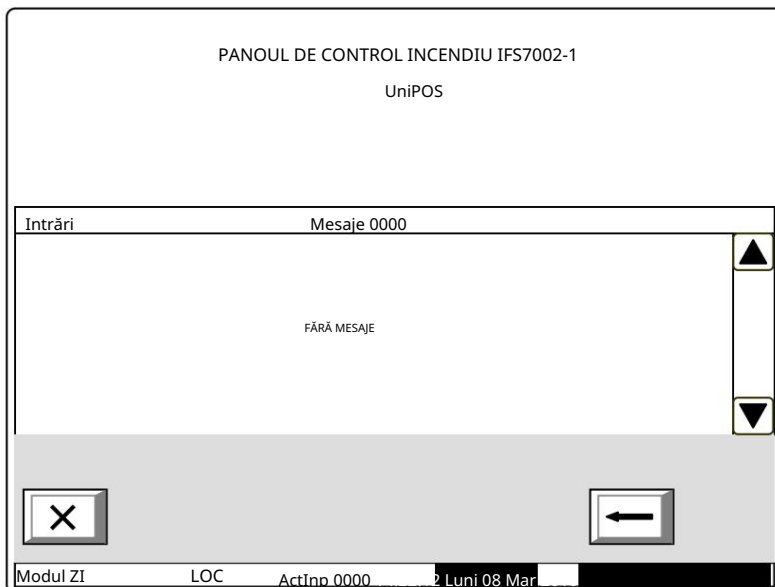 PANOUL DE CONTROL INCENDIU IFS7002-1
UniPOS
Intrări Mesaje 0000
FĂRĂ MESAJE
Modul ZI LOC ActInp 0000 Luni 08 Mar